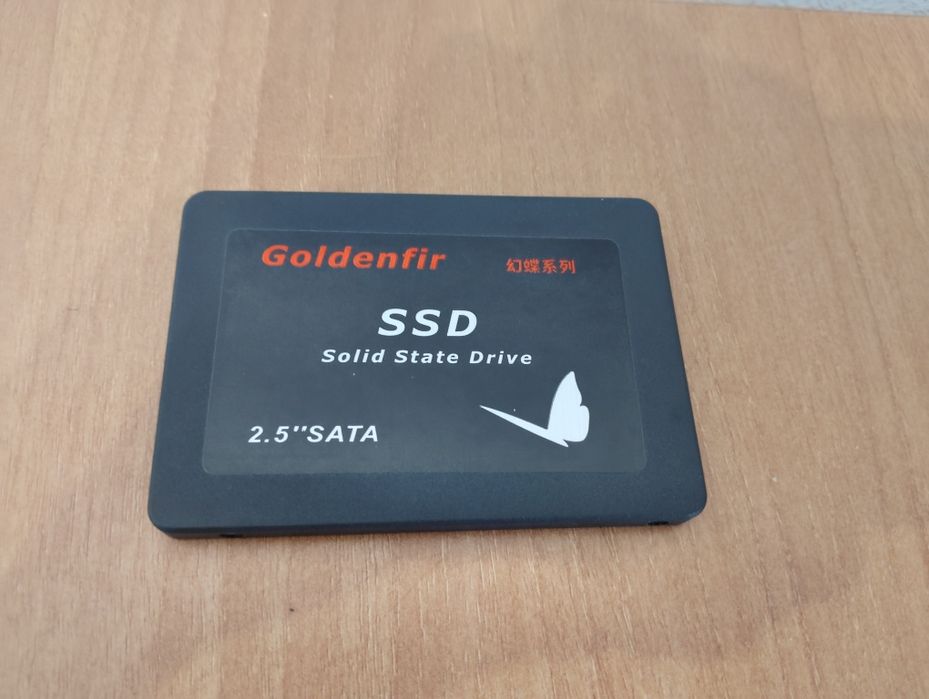 Goldenfir
幻蝶系列
SSD
Solid State Drive
2.5''SATA